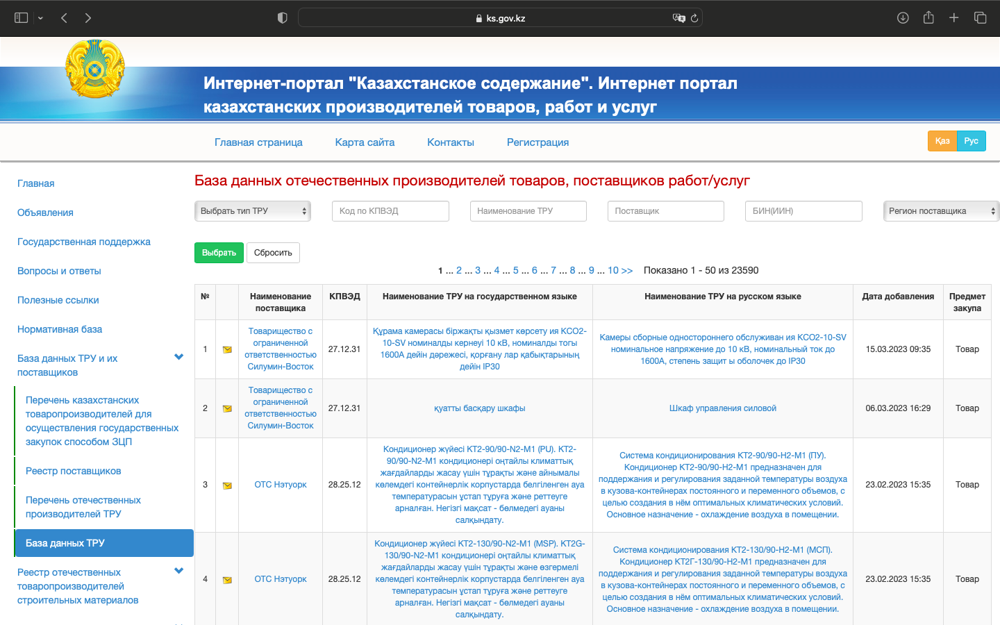 ks.gov.kz
Интернет-портал "Казахстанское содержание". Интернет портал
казахстанских производителей товаров, работ и услуг
Главная страница
Карта сайта
Контакты
Регистрация
Қаз
Рус
Главная
Объявления
Государственная поддержка
Вопросы и ответы
Полезные ссылки
Нормативная база
База данных ТРУ и их
поставщиков
Перечень казахстанских
товаропроизводителей для
осуществления государственных
закупок способом ЗЦП
Реестр поставщиков
Перечень отечественных
производителей ТРУ
База данных ТРУ
Реестр отечественных
товаропроизводителей
строительных материалов
База данных отечественных производителей товаров, поставщиков работ/услуг
Выбрать тип ТРУ
Код по КПВЭД
Наименование ТРУ
Поставщик
БИН(ИИН)
Регион поставщика
Выбрать
Сбросить
1 ... 2 ... 3 ... 4 ... 5 ... 6 ... 7 ... 8 ... 9 ... 10 >> Показано 1 - 50 из 23590
№
Наименование
поставщика
КПВЭД
Наименование ТРУ на государственном языке
Наименование ТРУ на русском языке
Дата добавления
Предмет
закупа
1
Товарищество с
ограниченной
ответственностью
Силумин-Восток
27.12.31
Құрама камерасы біржақты қызмет көрсету ия КСО2-
10-SV номиналды кернеуі 10 кВ, номиналды тогы
1600А дейін дәрежесі, қорғану лар қабықтарының
дейін IP30
Камеры сборные одностороннего обслуживан ия КСО2-10-SV
номинальное напряжение до 10 кВ, номинальный ток до
1600А, степень защит ы оболочек до IP30
15.03.2023 09:35
Товар
2
Товарищество с
ограниченной
ответственностью
Силумин-Восток
27.12.31
қуатты басқару шкафы
Шкаф управления силовой
06.03.2023 16:29
Товар
3
ОТС Нэтуорк
28.25.12
Кондиционер жүйесі КТ2-90/90-N2-М1 (PU). КТ2-
90/90-N2-М1 кондиционері оңтайлы климаттық
жағдайларды жасау үшін тұрақты және айнымалы
көлемдегі контейнерлік корпустарда белгіленген ауа
температурасын ұстап тұруға және реттеуге
арналған. Негізгі мақсат - бөлмедегі ауаны
салқындату.
Система кондиционирования КТ2-90/90-Н2-М1 (ПУ).
Кондиционер КТ2-90/90-Н2-М1 предназначен для
поддержания и регулирования заданной температуры воздуха
в кузова-контейнерах постоянного и переменного объемов, с
целью создания в нём оптимальных климатических условий.
Основное назначение - охлаждение воздуха в помещении.
23.02.2023 15:35
Товар
4
ОТС Нэтуорк
28.25.12
Кондиционер жүйесі КТ2-130/90-N2-М1 (MSP). KT2G-
130/90-N2-М1 кондиционері оңтайлы климаттық
жағдайларды жасау үшін тұрақты және өзгермелі
көлемдегі контейнерлік корпустарда белгіленген ауа
температурасын ұстап тұруға және реттеуге
арналған. Негізгі мақсат - бөлмедегі ауаны
салқындату.
Система кондиционирования КТ2-130/90-Н2-М1 (МСП).
Кондиционер КТ2Г-130/90-Н2-М1 предназначен для
поддержания и регулирования заданной температуры воздуха
в кузова-контейнерах постоянного и переменного объемов, с
целью создания в нём оптимальных климатических условий.
Основное назначение - охлаждение воздуха в помещении.
23.02.2023 15:35
Товар